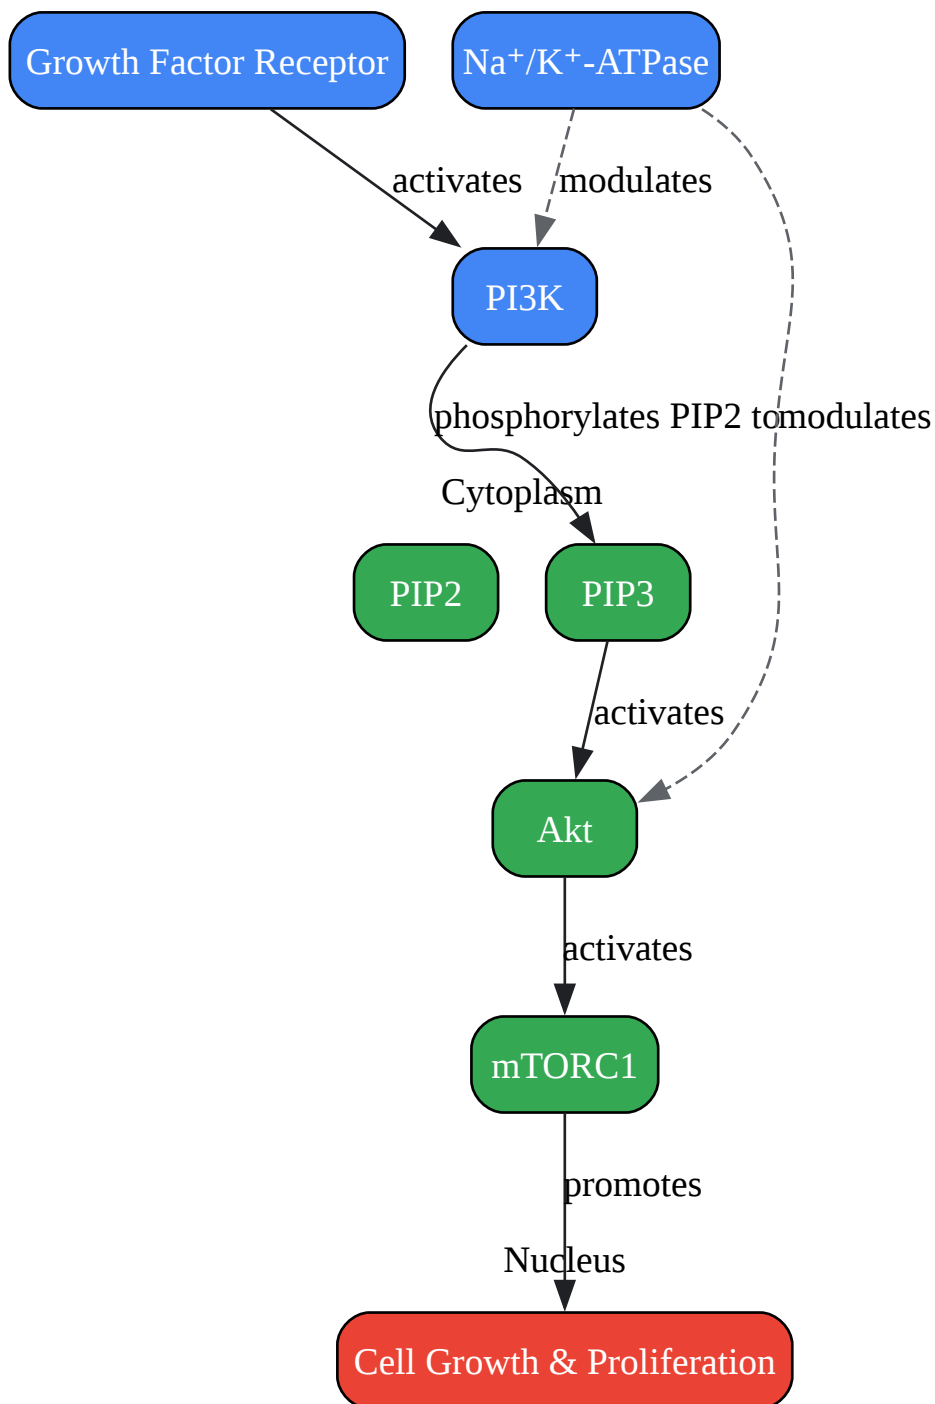 Growth Factor Receptor
Na⁺/K⁺-ATPase
activates
modulates
PI3K
phosphorylates PIP2 to
modulates
Cytoplasm
PIP2
PIP3
activates
Akt
activates
mTORC1
promotes
Nucleus
Cell Growth & Proliferation